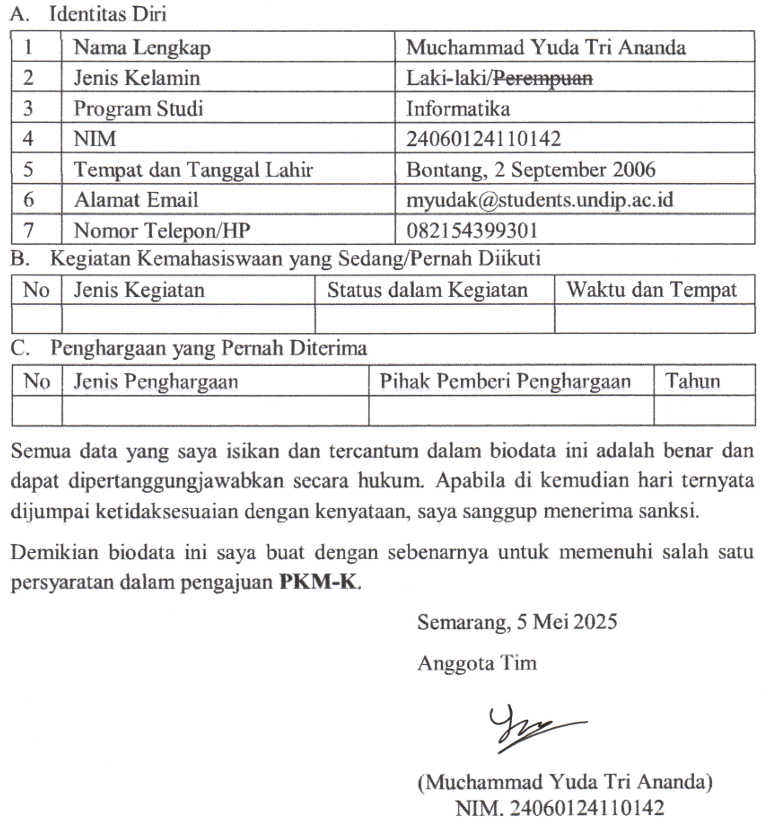 A. Identitas Diri
1 Nama Lengkap Muchammad Yuda Tri Ananda
2 Jenis Kelamin Laki-laki/Perempuan
3 Program Studi Informatika
4 NIM 24060124110142
5 Tempat dan Tanggal Lahir Bontang, 2 September 2006
6 Alamat Email myudak@students.undip.ac.id
7 Nomor Telepon/HP 082154399301
B. Kegiatan Kemahasiswaan yang Sedang/Pernah Diikuti
No Jenis Kegiatan Status dalam Kegiatan Waktu dan Tempat
C. Penghargaan yang Pernah Diterima
No Jenis Penghargaan Pihak Pemberi Penghargaan Tahun
Semua data yang saya isikan dan tercantum dalam biodata ini adalah benar dan
dapat dipertanggungjawabkan secara hukum. Apabila di kemudian hari ternyata
dijumpai ketidaksesuaian dengan kenyataan, saya sanggup menerima sanksi.
Demikian biodata ini saya buat dengan sebenarnya untuk memenuhi salah satu
persyaratan dalam pengajuan PKM-K.
Semarang, 5 Mei 2025
Anggota Tim
(Muchammad Yuda Tri Ananda)
NIM. 24060124110142